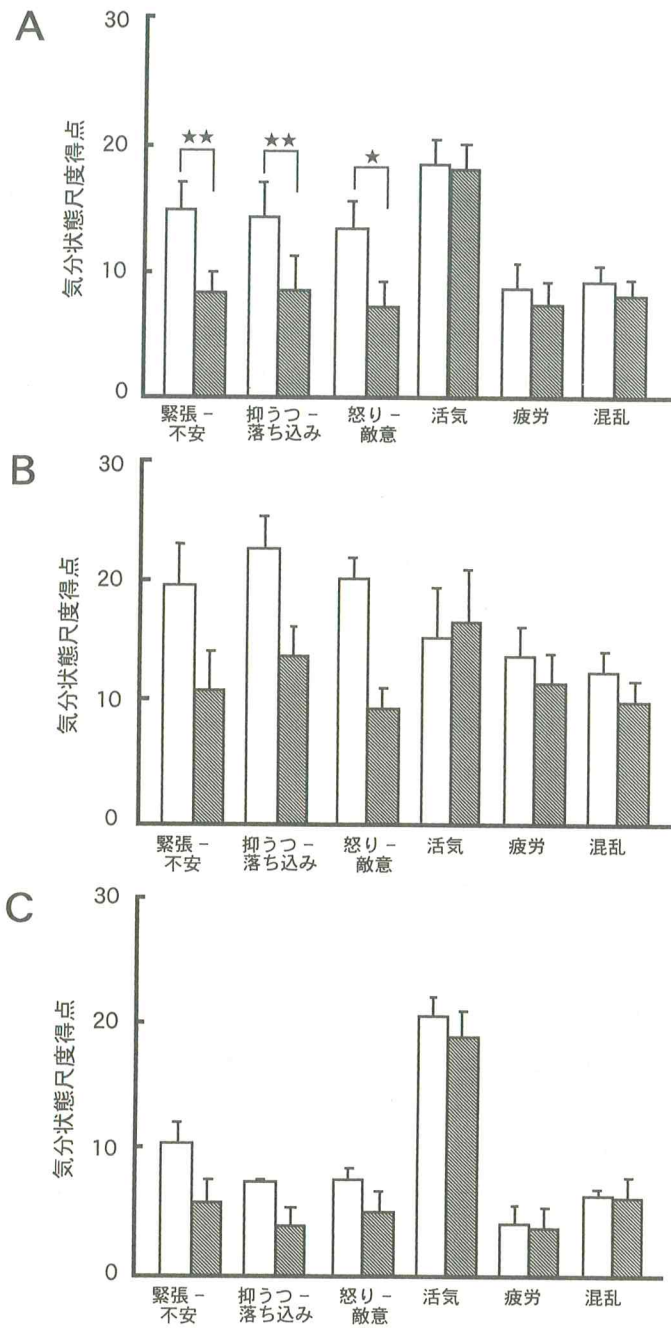 A
30
20
10
0
気分状態尺度得点
★★
★★
★
緊張－
不安
抑うつ－
落ち込み
怒り－
敵意
活気
疲労
混乱
B
30
20
10
0
気分状態尺度得点
緊張－
不安
抑うつ－
落ち込み
怒り－
敵意
活気
疲労
混乱
C
30
20
10
0
気分状態尺度得点
緊張－
不安
抑うつ－
落ち込み
怒り－
敵意
活気
疲労
混乱